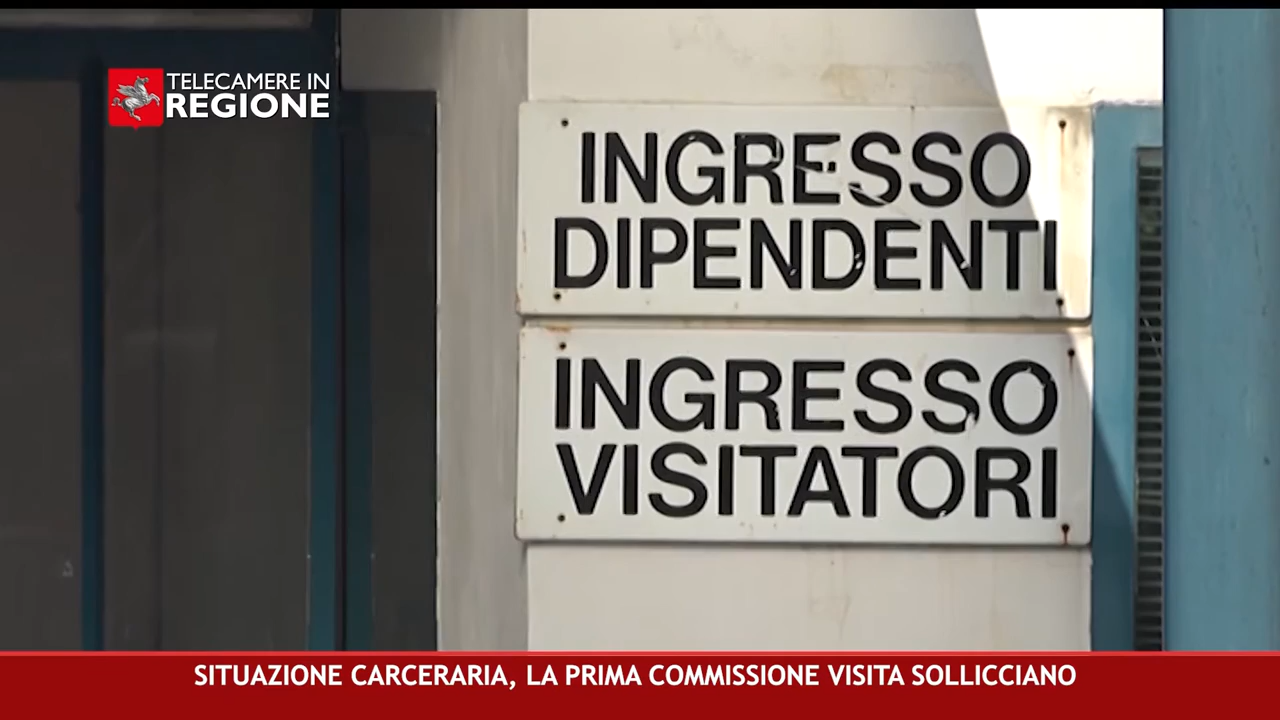 TELECAMERE IN
REGIONE
INGRESSO
DIPENDENTI
INGRESSO
VISITATORI
SITUAZIONE CARCERARIA, LA PRIMA COMMISSIONE VISITA SOLLICCIANO